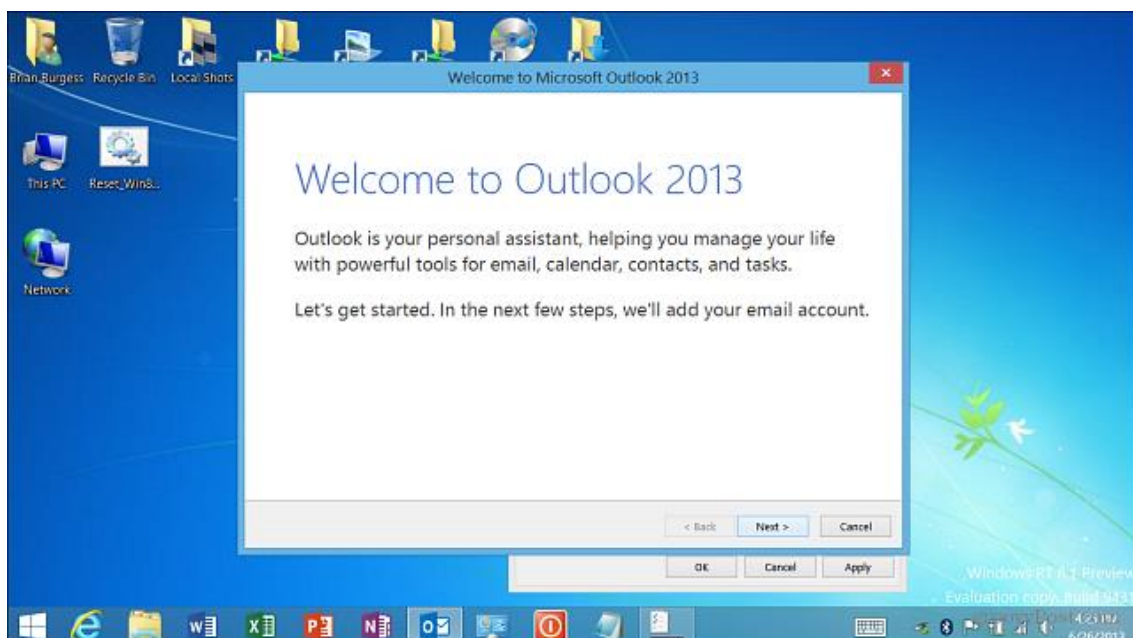 Brian Burgess
Recycle Bin
Local Shots
Welcome to Microsoft Outlook 2013
Welcome to Outlook 2013
Outlook is your personal assistant, helping you manage your life
with powerful tools for email, calendar, contacts, and tasks.
Let's get started. In the next few steps, we'll add your email account.
This PC
Reset_Win8...
Network
< Back
Next >
Cancel
OK
Cancel
Apply
Windows RT 8.1 Preview
Evaluation copy. Build 9431